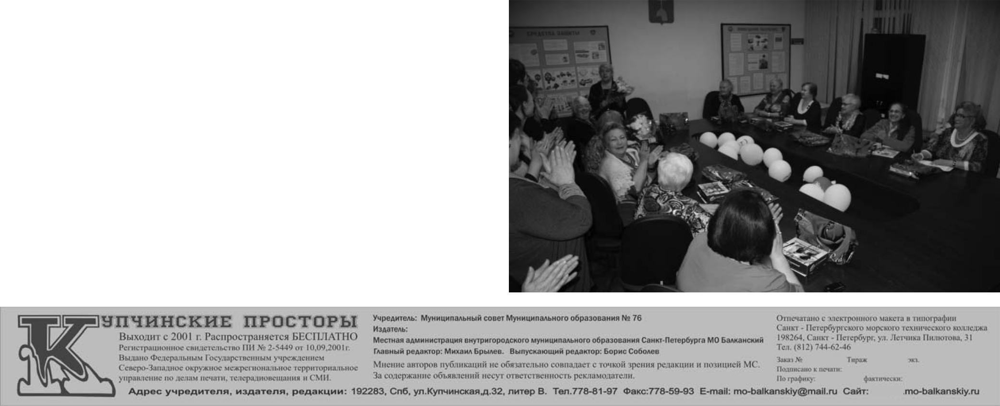 СРЕДСТВА ЗАЩИТЫ
КУПЧИНСКИЕ ПРОСТОРЫ
Выходит с 2001 г. Распространяется БЕСПЛАТНО
Регистрационное свидетельство ПИ № 2-5449 от 10,09,2001г.
Выдано Федеральным Государственным учреждением
Северо-Западное окружное межрегиональное территориальное
управление по делам печати, телерадиовещания и СМИ.
Учредитель: Муниципальный совет Муниципального образования № 76
Издатель:
Местная администрация внутригородского муниципального образования Санкт-Петербурга МО Балканский
Главный редактор: Михаил Брылев. Выпускающий редактор: Борис Соболев
Мнение авторов публикаций не обязательно совпадает с точкой зрения редакции и позицией МС.
За содержание объявлений несут ответственность рекламодатели.
Отпечатано с электронного макета в типографии
Санкт - Петербургского морского технического колледжа
198264, Санкт - Петербург, ул. Летчика Пилютова, 31
Тел. (812) 744-62-46
Заказ № Тираж экз.
Подписано к печати:
По графику: фактически:
Адрес учредителя, издателя, редакции: 192283, Спб, ул.Купчинская,д.32, литер В. Тел.778-81-97 Факс:778-59-93 E-mail: mo-balkanskiy@mail.ru Сайт: .mo-balkanskiy.ru